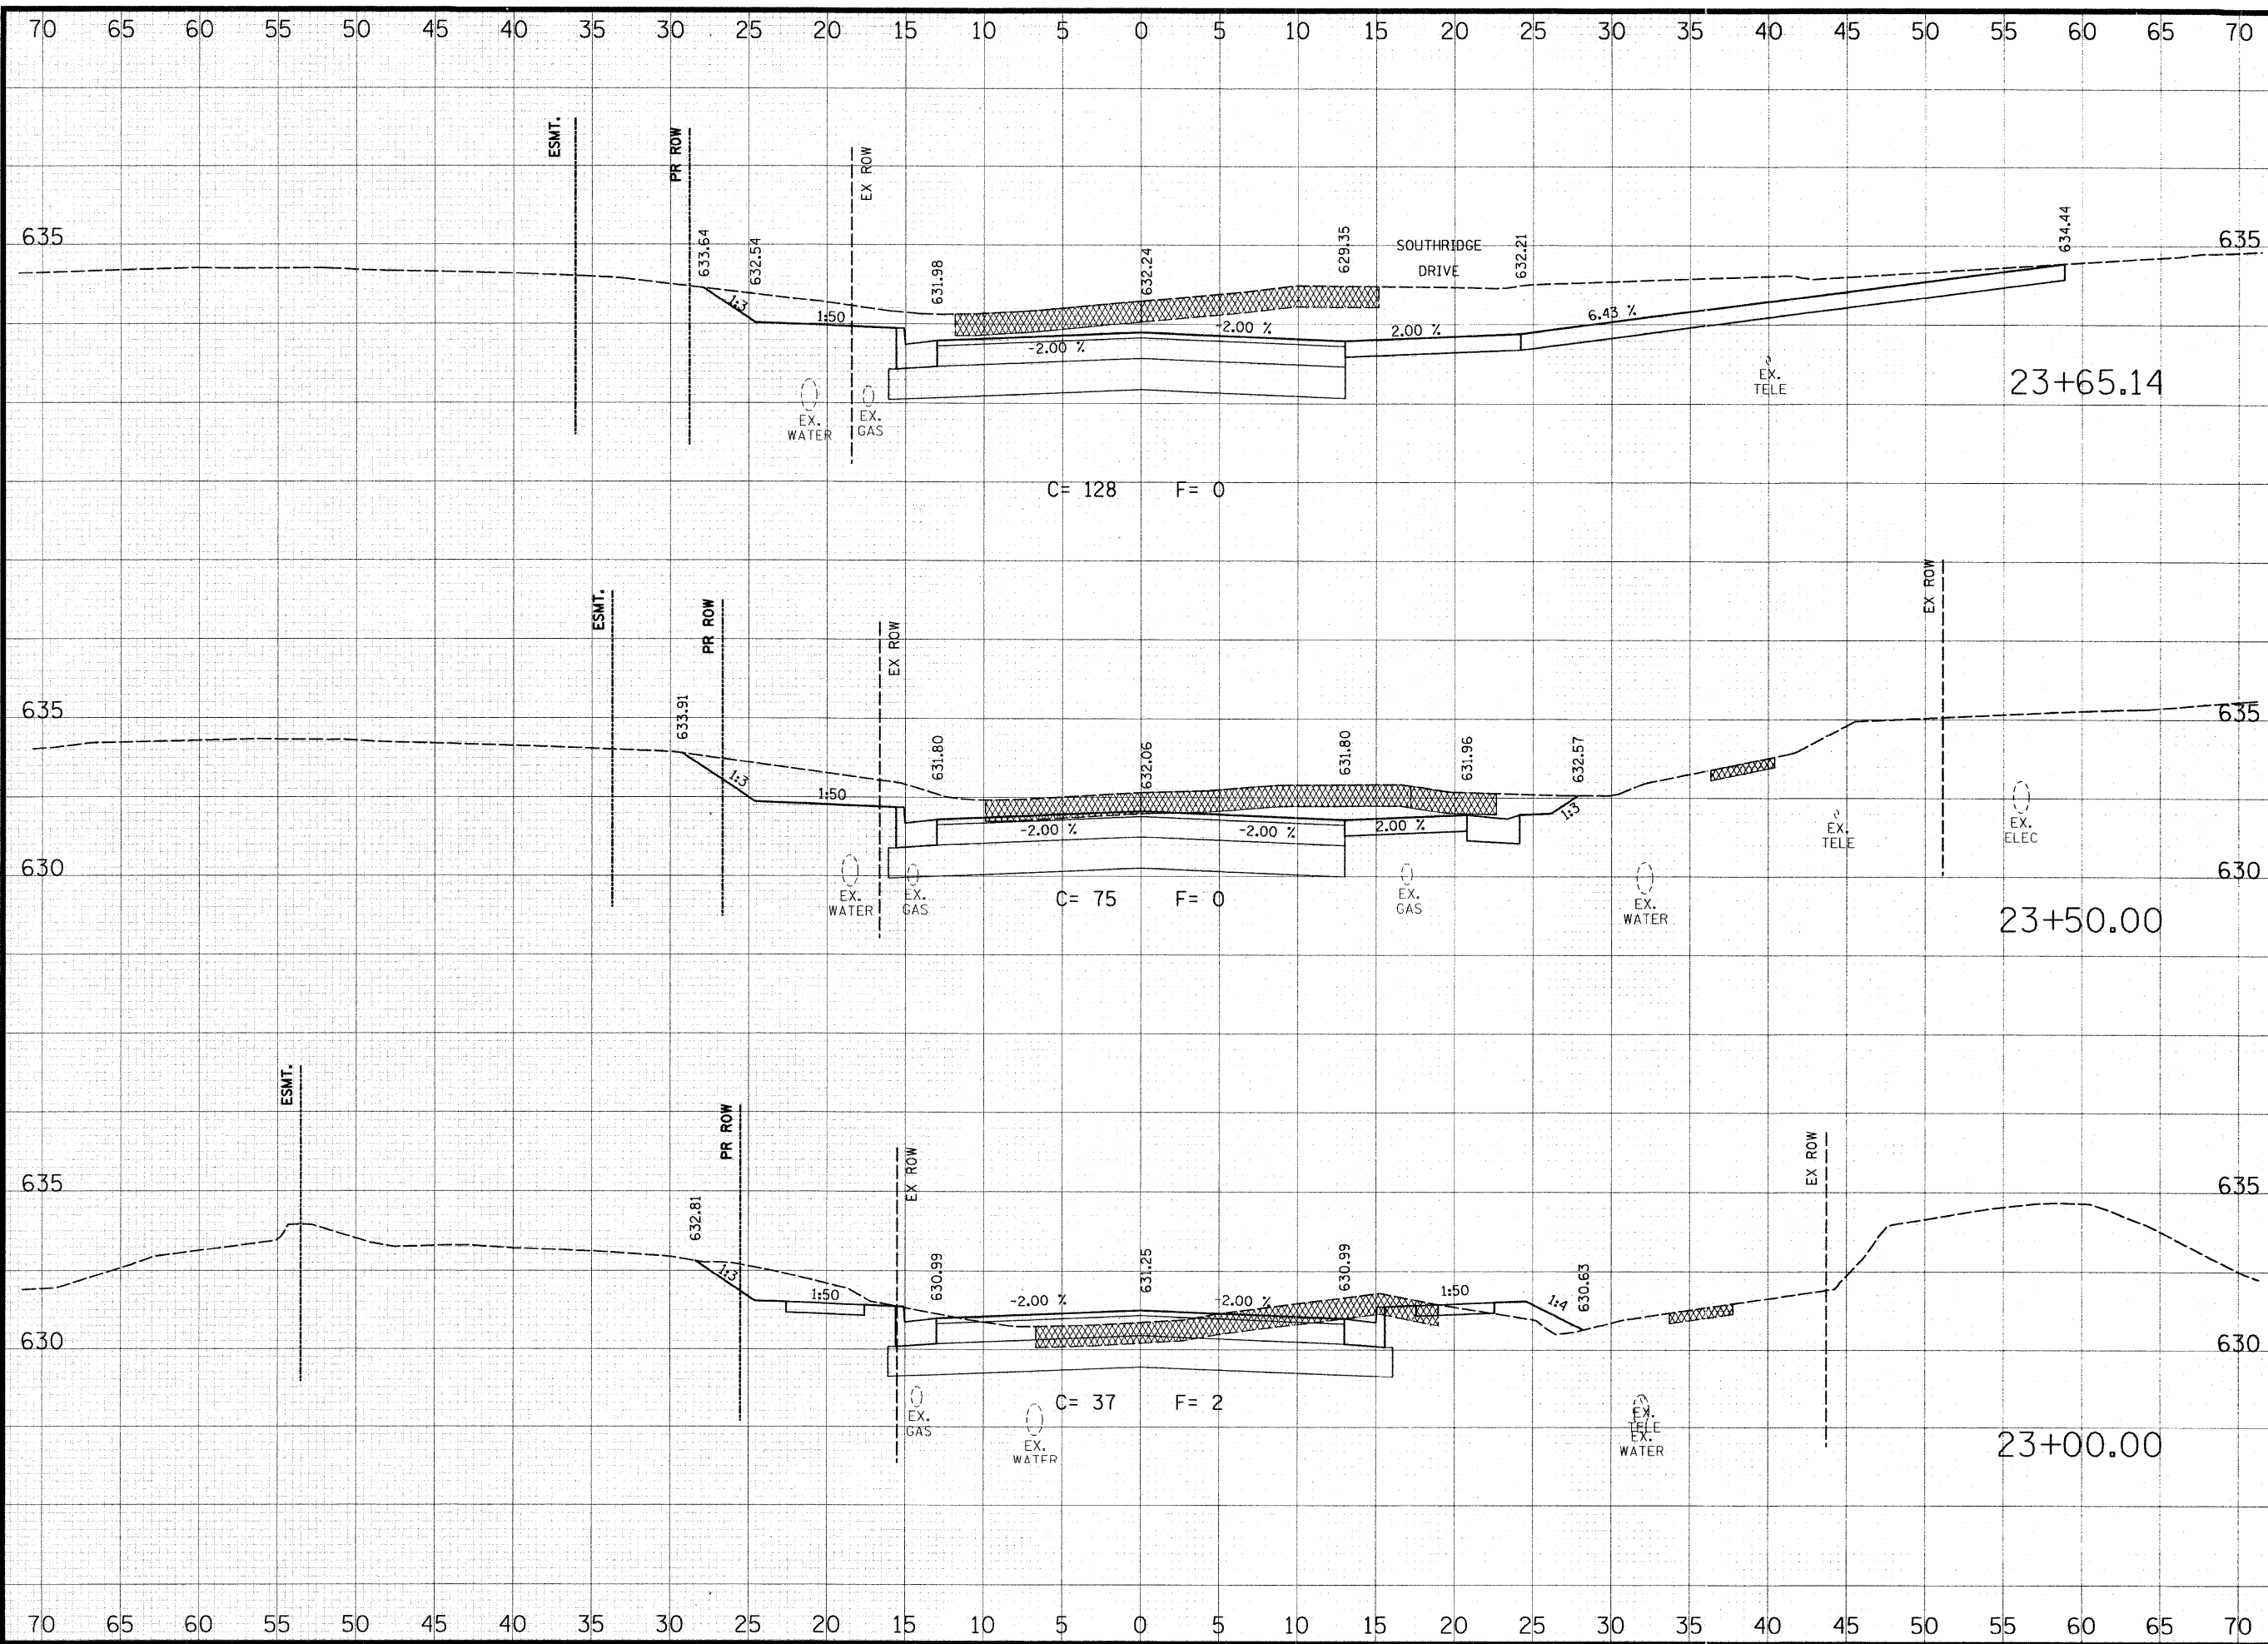 70 65 60 55 50 45 40 35 30 25 20 15 10 5 0 5 10 15 20 25 30 35 40 45 50 55 60 65 70
ESMT.
PR ROW
EX ROW
635
633.64
632.54
631.98
632.24
629.35
SOUTHRIDGE
DRIVE
632.21
634.44
635
1:3
1:50
-2.00 %
-2.00 %
2.00 %
6.43 %
EX.
WATER
EX.
GAS
EX.
TELE
23+65.14
C= 128 F= 0
ESMT.
PR ROW
EX ROW
EX ROW
635
633.91
631.80
632.06
631.80
631.96
632.57
635
1:3
1:50
-2.00 %
-2.00 %
2.00 %
1:3
630
EX.
WATER
EX.
GAS
EX.
GAS
EX.
WATER
EX.
TELE
EX.
ELEC
630
C= 75 F= 0
23+50.00
ESMT.
PR ROW
EX ROW
EX ROW
635
632.81
630.99
631.25
630.99
630.63
635
1:3
1:50
-2.00 %
-2.00 %
1:50
1:4
630
630
EX.
GAS
EX.
WATER
EX.
TELE
EX.
WATER
C= 37 F= 2
23+00.00
70 65 60 55 50 45 40 35 30 25 20 15 10 5 0 5 10 15 20 25 30 35 40 45 50 55 60 65 70